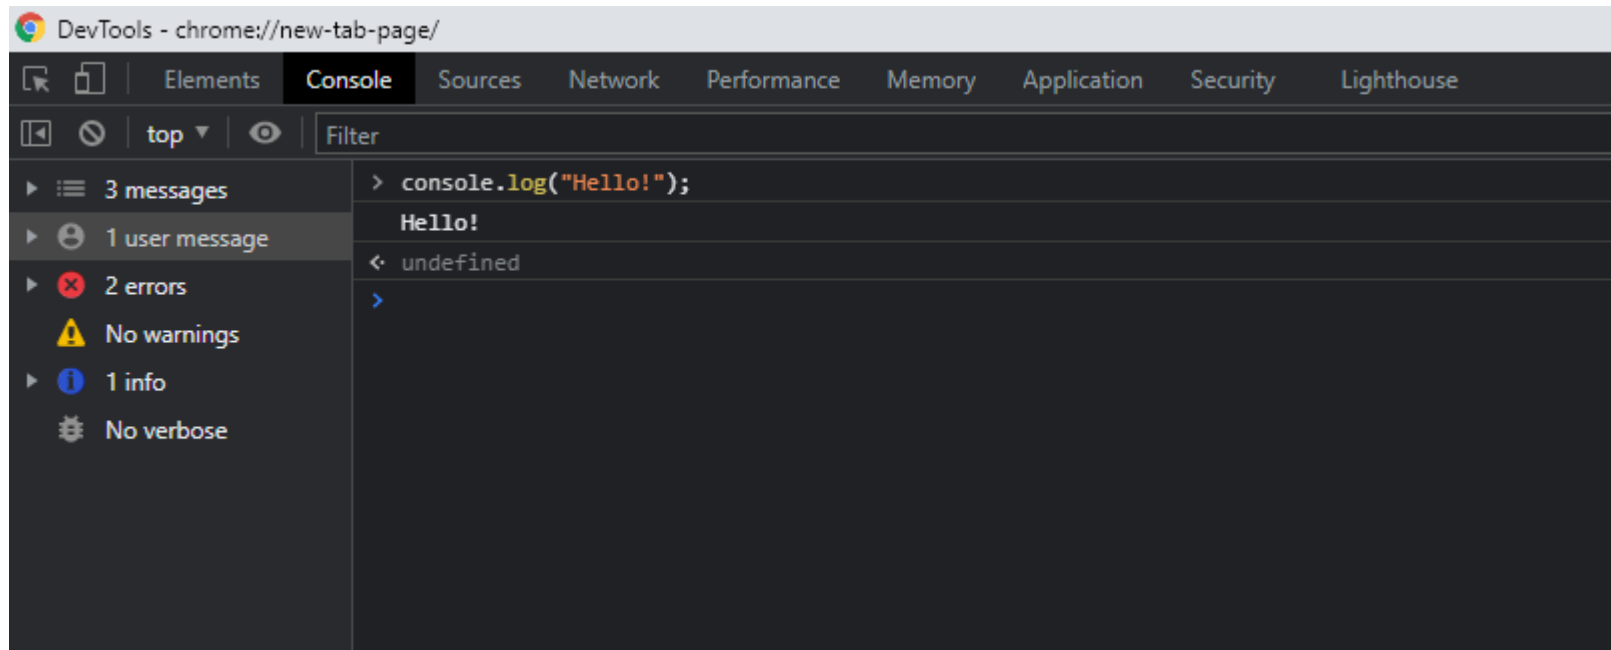 DevTools - chrome://new-tab-page/
Elements Console Sources Network Performance Memory Application Security Lighthouse
top Filter
3 messages
1 user message
2 errors
No warnings
1 info
No verbose
> console.log("Hello!");
Hello!
undefined
>